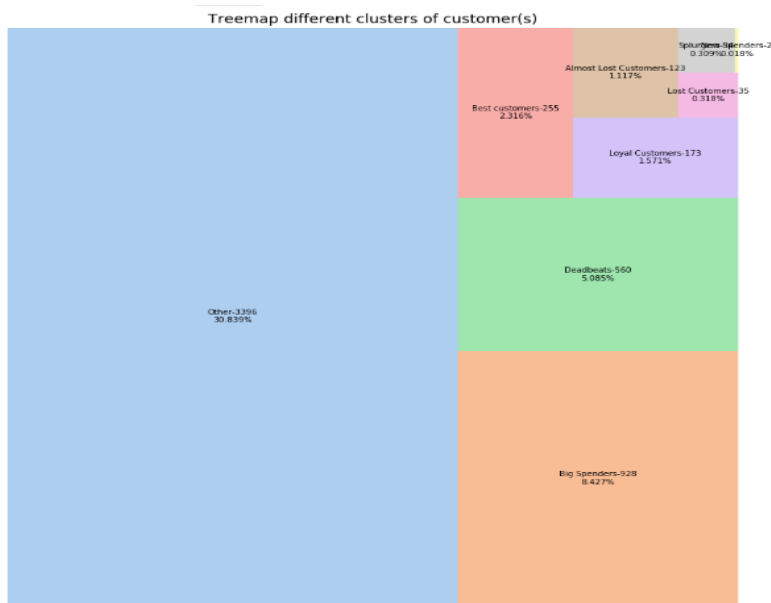 Treemap different clusters of customer(s)
0.309%
0.018%
Almost Lost Customers-123
1.117%
Lost Customers-35
0.318%
Best customers-255
2.316%
Loyal Customers-173
1.571%
Deadbeats-560
5.085%
Other-3396
30.839%
Big Spenders-928
8.427%